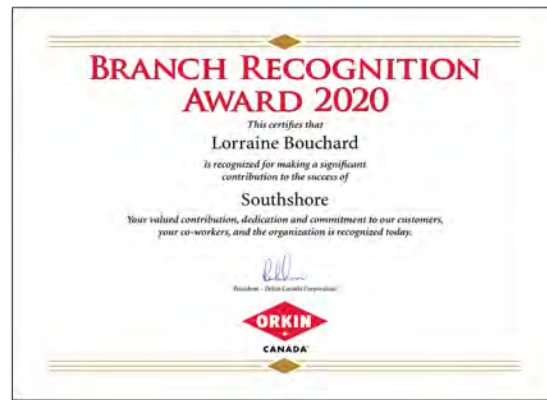 BRANCH RECOGNITION
AWARD 2020
This certifies that
Lorraine Bouchard
is recognized for making a significant
contribution to the success of
Southshore
Your valued contribution, dedication and commitment to our customers,
your co-workers, and the organization is recognized today.
President - Orkin Canada Corporation
ORKIN
CANADA